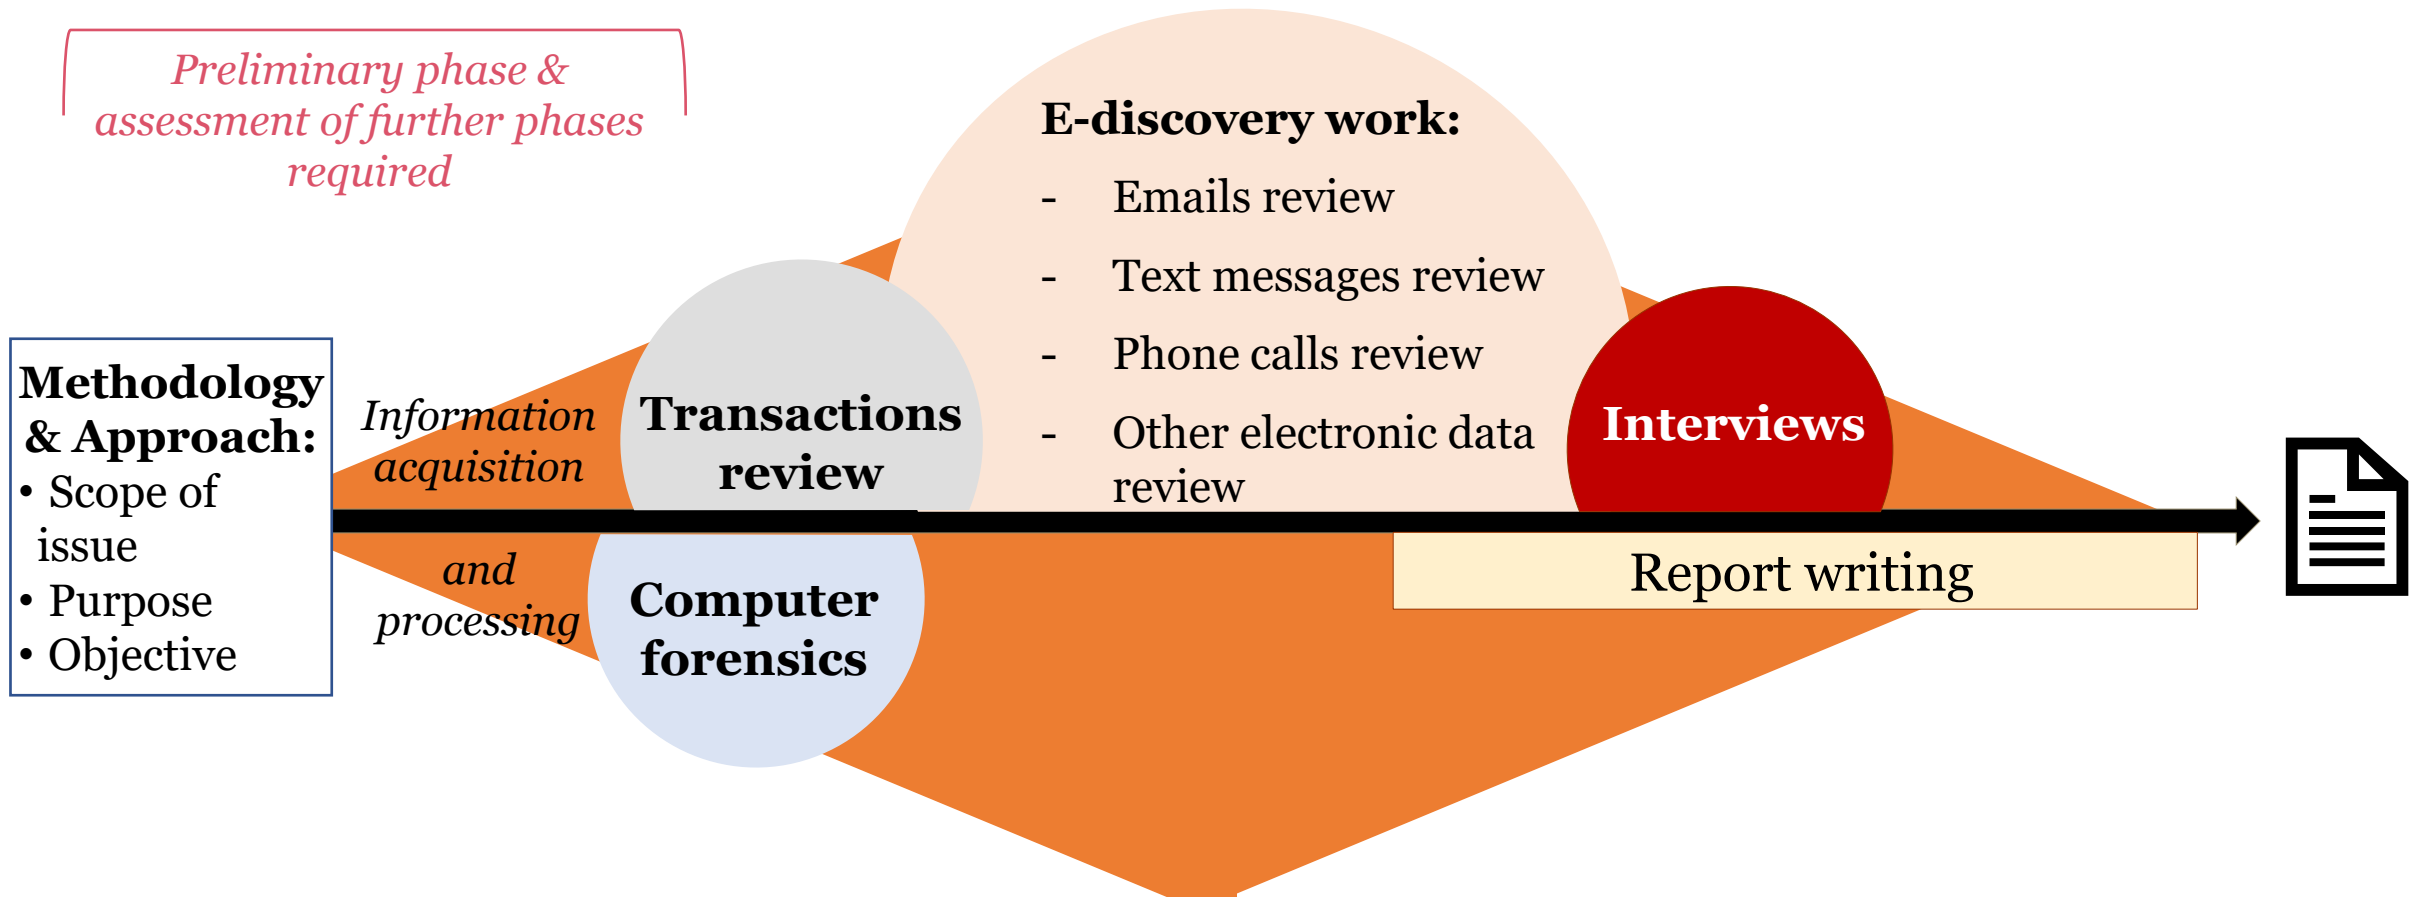 Preliminary phase &
assessment of further phases
required
Methodology
& Approach:
• Scope of
issue
• Purpose
• Objective
Information
acquisition
and
processing
Transactions
review
Computer
forensics
E-discovery work:
- Emails review
- Text messages review
- Phone calls review
- Other electronic data
review
Interviews
Report writing